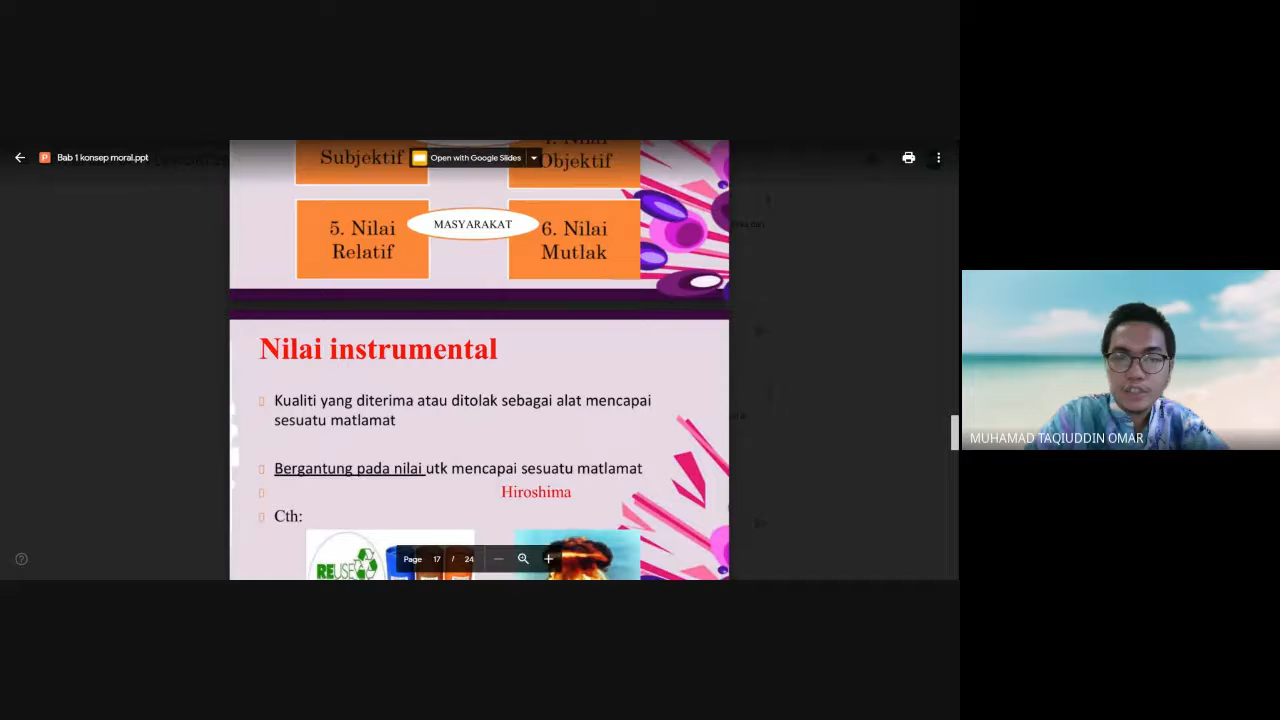 Bab 1 konsep moral.ppt
Open with Google Slides
Subjektif
Objektif
5. Nilai
Relatif
MASYARAKAT
6. Nilai
Mutlak
Nilai instrumental
Kualiti yang diterima atau ditolak sebagai alat mencapai
sesuatu matlamat
Bergantung pada nilai utk mencapai sesuatu matlamat
Hiroshima
Cth:
REUSE
Page 17 / 24
MUHAMAD TAQIUDDIN OMAR